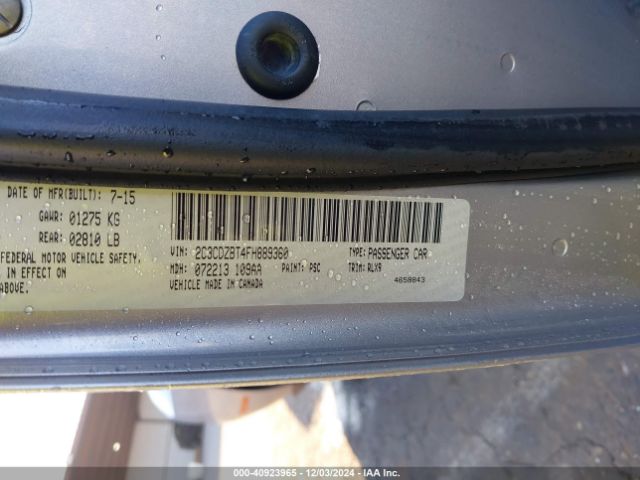 DATE OF MFR(BUILT): 7-15
GAWR: 01275 KG
REAR: 02810 LB
FEDERAL MOTOR VEHICLE SAFETY,
IN EFFECT ON
ABOVE.
VIN: 2C3CDZBT4FH889360
TYPE: PASSENGER CAR
MDH: 072213 109AA
PAINT: PSC
TRIM: RLX9
VEHICLE MADE IN CANADA
4658843
000-40923965 • 12/03/2024 - IAA Inc.